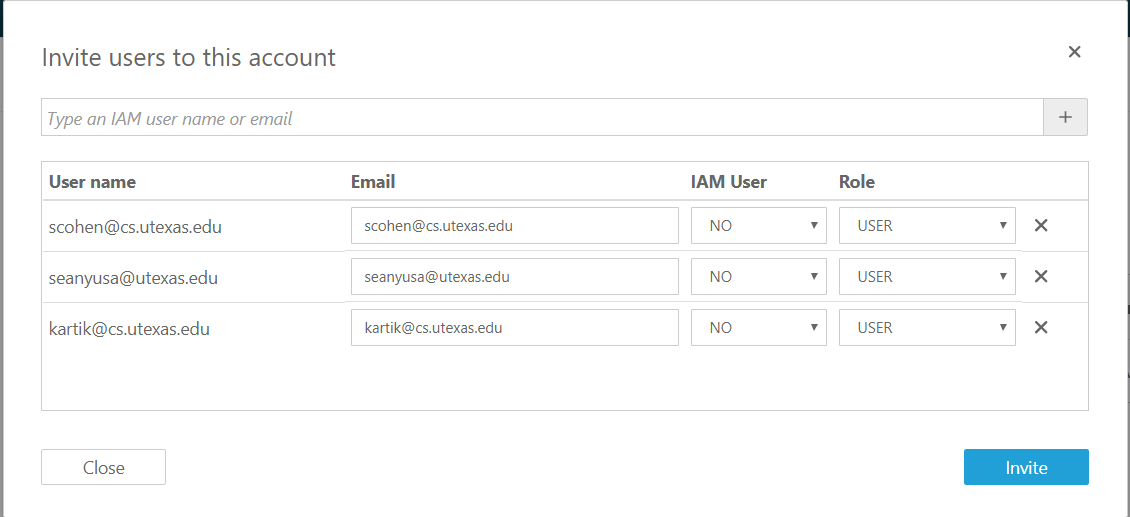 Invite users to this account
Type an IAM user name or email
User name Email IAM User Role
scohen@cs.utexas.edu scohen@cs.utexas.edu NO USER
seanyusa@utexas.edu seanyusa@utexas.edu NO USER
kartik@cs.utexas.edu kartik@cs.utexas.edu NO USER
Close Invite